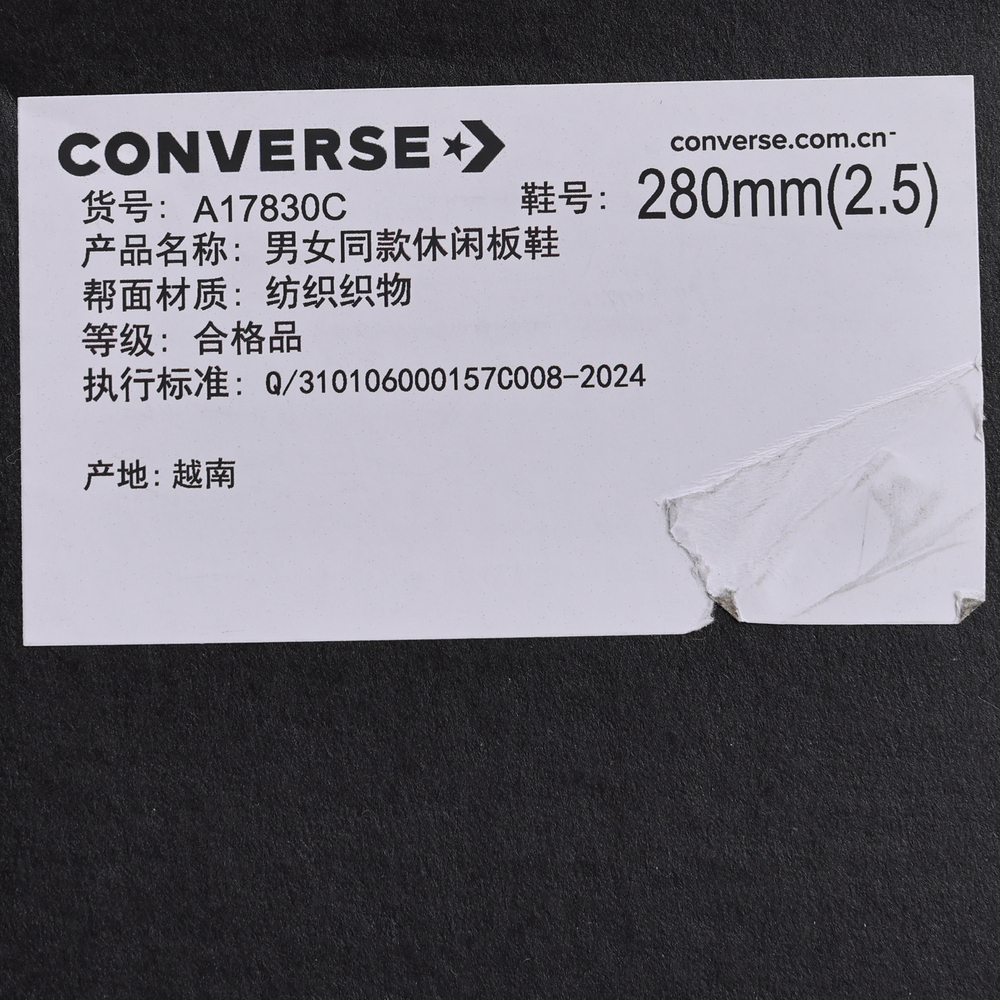 CONVERSE
converse.com.cn
货号: A17830C 鞋号: 280mm(2.5)
产品名称: 男女同款休闲板鞋
帮面材质: 纺织织物
等级: 合格品
执行标准: Q/310106000157C008-2024
产地: 越南